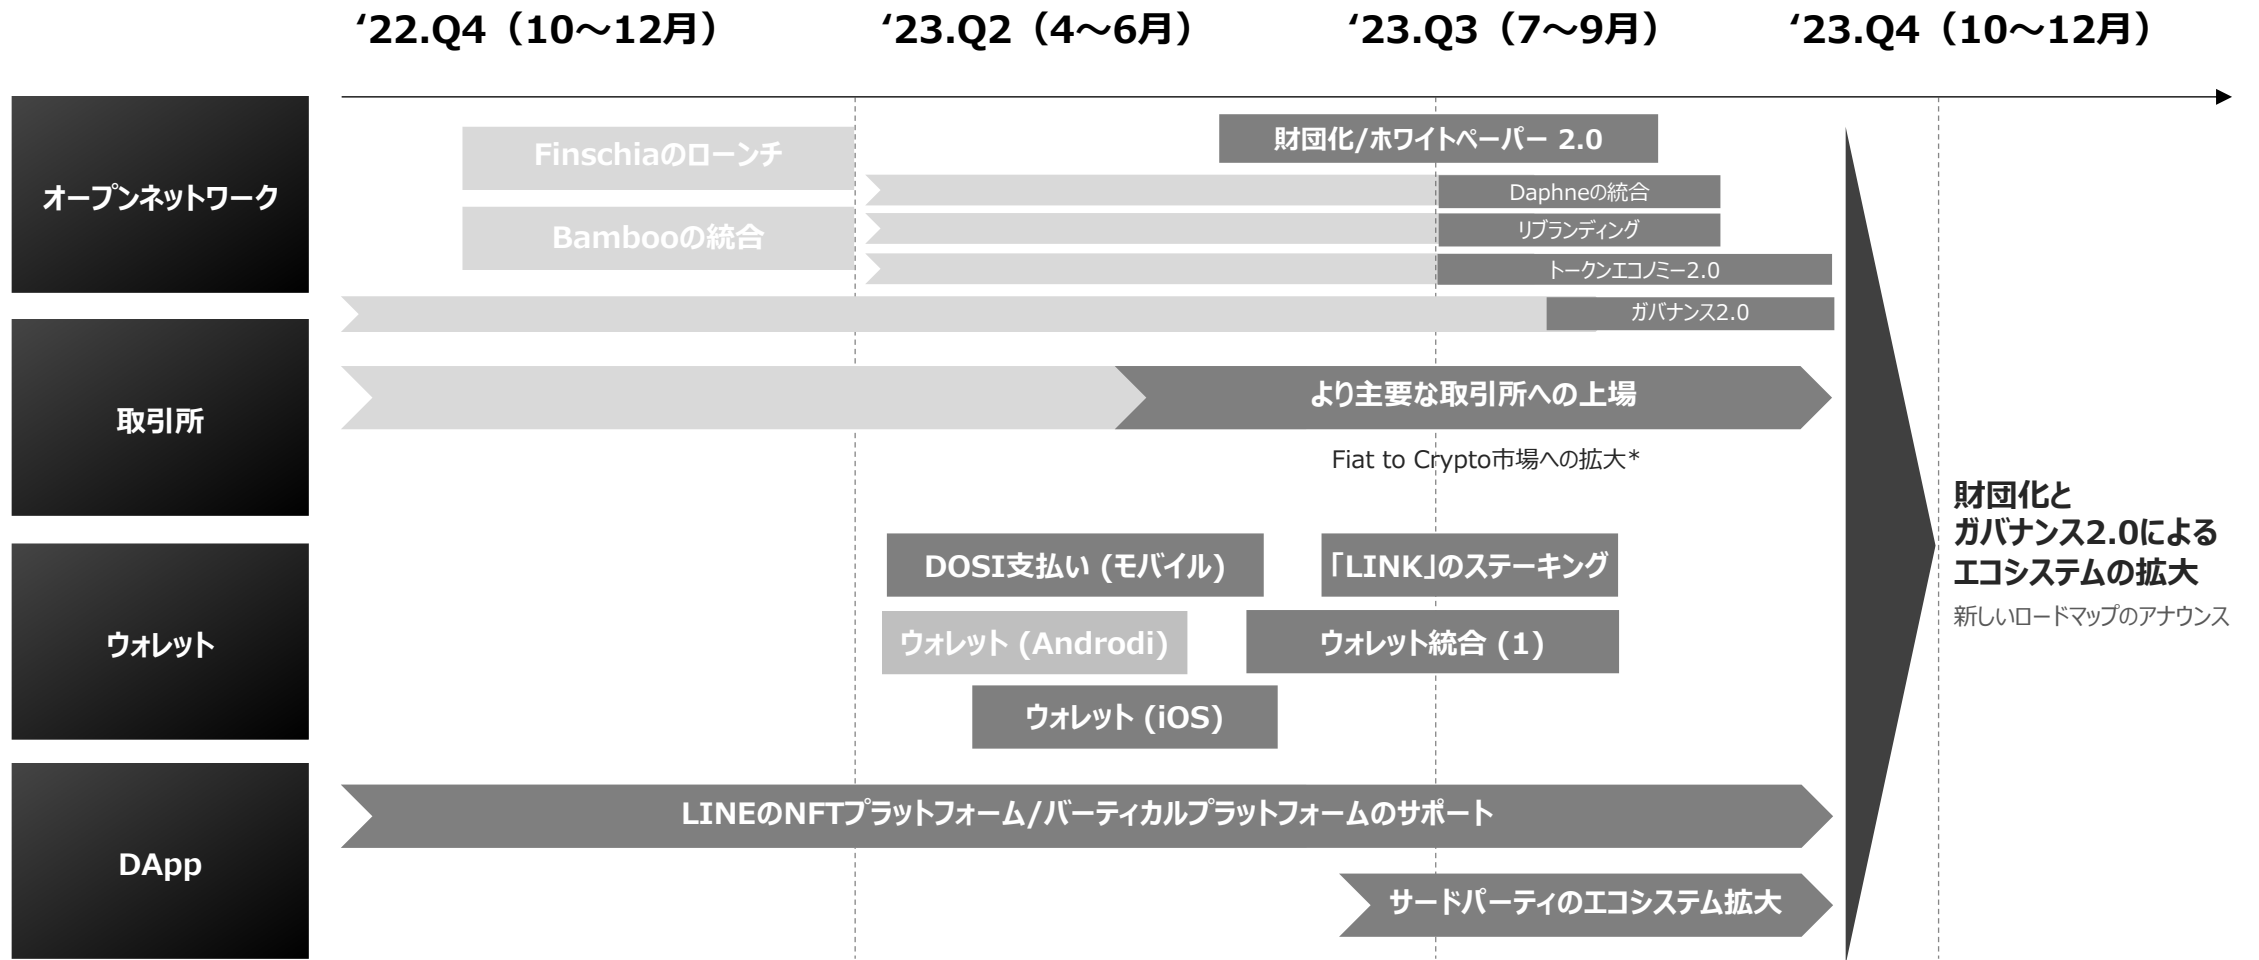 ‘22.Q4（10～12月）
‘23.Q2（4～6月）
‘23.Q3（7～9月）
‘23.Q4（10～12月）
オープンネットワーク
Finschiaのローンチ
Bambooの統合
財団化/ホワイトペーパー 2.0
Daphneの統合
リブランディング
トークンエコノミー2.0
ガバナンス2.0
取引所
より主要な取引所への上場
Fiat to Crypto市場への拡大*
ウォレット
DOSI支払い (モバイル)
「LINK」のステーキング
ウォレット (Androdi)
ウォレット統合 (1)
ウォレット (iOS)
DApp
LINEのNFTプラットフォーム/バーティカルプラットフォームのサポート
サードパーティのエコシステム拡大
財団化と
ガバナンス2.0による
エコシステムの拡大
新しいロードマップのアナウンス